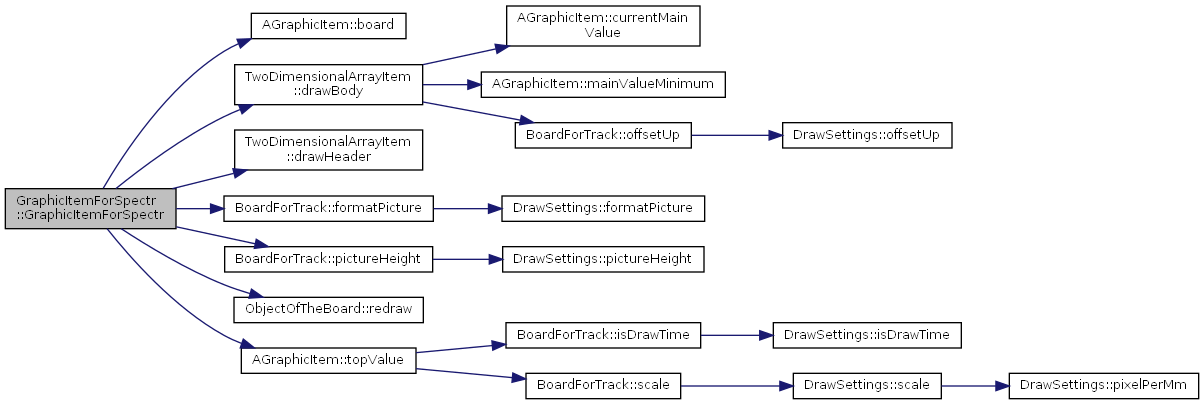 GraphicItemForSpectr
::GraphicItemForSpectr
AGraphicItem::board
TwoDimensionalArrayItem
::drawBody
AGraphicItem::currentMain
Value
AGraphicItem::mainValueMinimum
BoardForTrack::offsetUp
DrawSettings::offsetUp
TwoDimensionalArrayItem
::drawHeader
BoardForTrack::formatPicture
DrawSettings::formatPicture
BoardForTrack::pictureHeight
DrawSettings::pictureHeight
ObjectOfTheBoard::redraw
AGraphicItem::topValue
BoardForTrack::isDrawTime
DrawSettings::isDrawTime
BoardForTrack::scale
DrawSettings::scale
DrawSettings::pixelPerMm